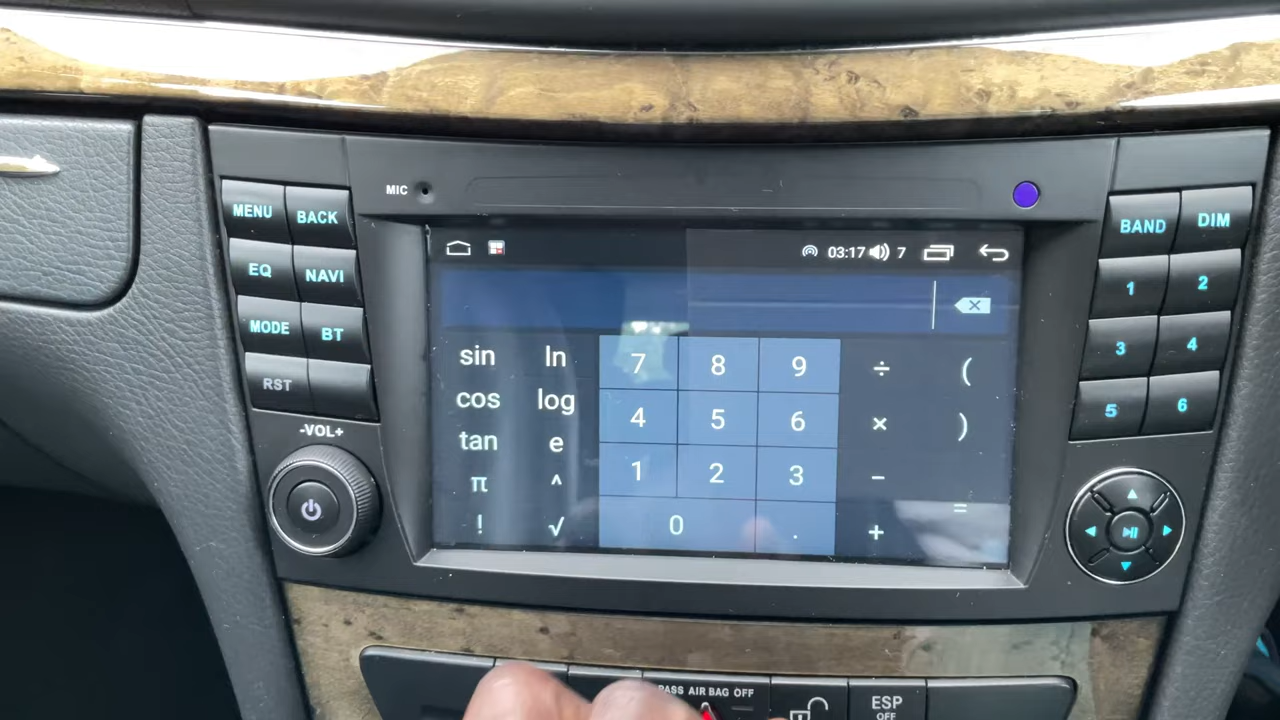 MIC
MENU
BACK
EQ
NAVI
MODE
BT
RST
-VOL+
03:17 7
sin ln 7 8 9 ÷ (
cos log 4 5 6 × )
tan e 1 2 3 −
π ^ 0 . + =
! √
BAND
DIM
1
2
3
4
5
6
PASS AIR BAG OFF
ESP
OFF